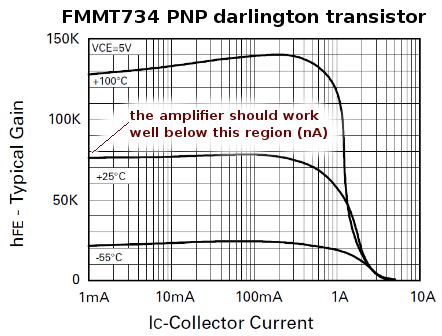 FMMT734 PNP darlington transistor
150K
VCE=5V
+100°C
the amplifier should work
well below this region (nA)
100K
+25°C
50K
-55°C
0
1mA 10mA 100mA 1A 10A
hFE - Typical Gain
Ic-Collector Current